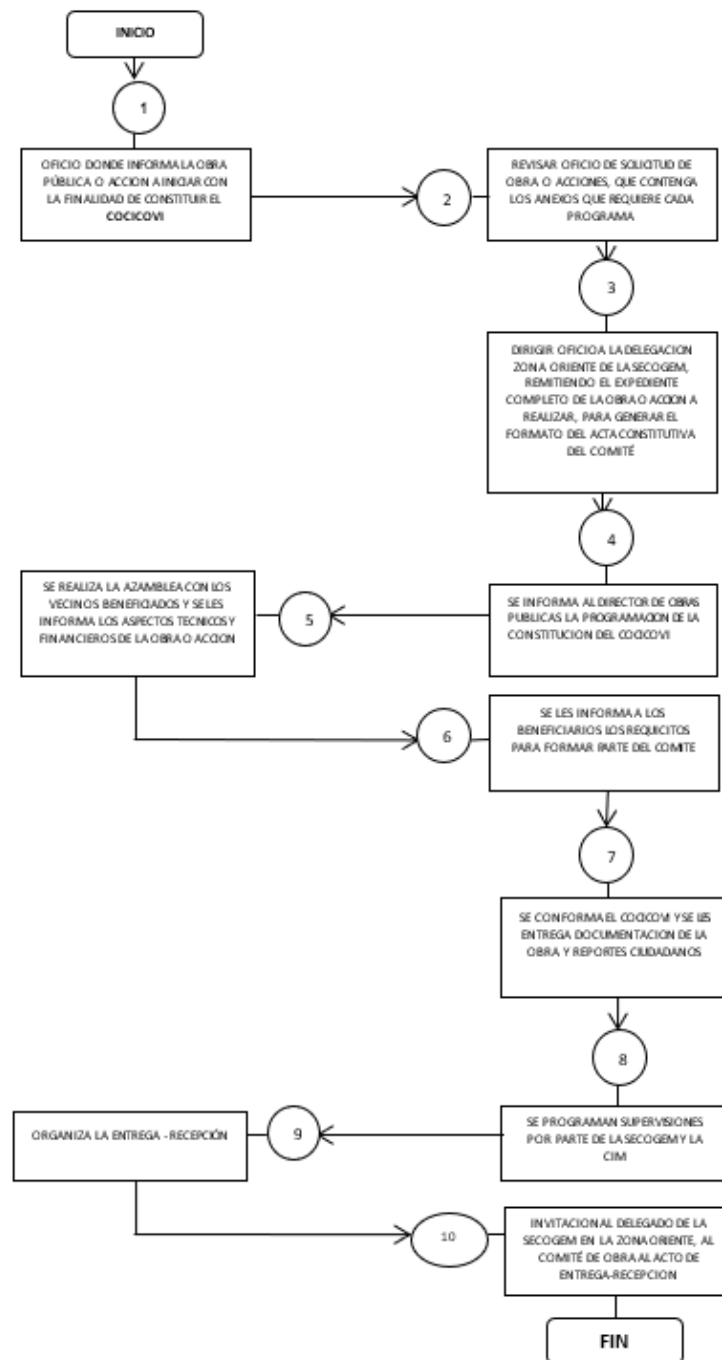 INICIO
1
OFICIO DONDE INFORMA LA OBRA
PÚBLICA O ACCION A INICIAR CON
LA FINALIDAD DE CONSTITUIR EL
COCICOVI
2
REVISAR OFICIO DE SOLICITUD DE
OBRA O ACCIONES, QUE CONTENGA
LOS ANEXOS QUE REQUIERE CADA
PROGRAMA
3
DIRIGIR OFICIO A LA DELEGACION
ZONA ORIENTE DE LA SECOGEM,
REMITIENDO EL EXPEDIENTE
COMPLETO DE LA OBRA O ACCION A
REALIZAR, PARA GENERAR EL
FORMATO DEL ACTA CONSTITUTIVA
DEL COMITÉ
4
SE INFORMA AL DIRECTOR DE OBRAS
PUBLICAS LA PROGRAMACION DE LA
CONSTITUCION DEL COCICOVI
5
SE REALIZA LA AZAMBLEA CON LOS
VECINOS BENEFICIADOS Y SE LES
INFORMA LOS ASPECTOS TECNICOS Y
FINANCIEROS DE LA OBRA O ACCION
6
SE LES INFORMA A LOS
BENEFICIARIOS LOS REQUICITOS
PARA FORMAR PARTE DEL COMITE
7
SE CONFORMA EL COCICOVI Y SE LES
ENTREGA DOCUMENTACION DE LA
OBRA Y REPORTES CIUDADANOS
8
SE PROGRAMAN SUPERVISIONES
POR PARTE DE LA SECOGEM Y LA
CIM
9
ORGANIZA LA ENTREGA - RECEPCIÓN
10
INVITACION AL DELEGADO DE LA
SECOGEM EN LA ZONA ORIENTE, AL
COMITÉ DE OBRA AL ACTO DE
ENTREGA-RECEPCION
FIN